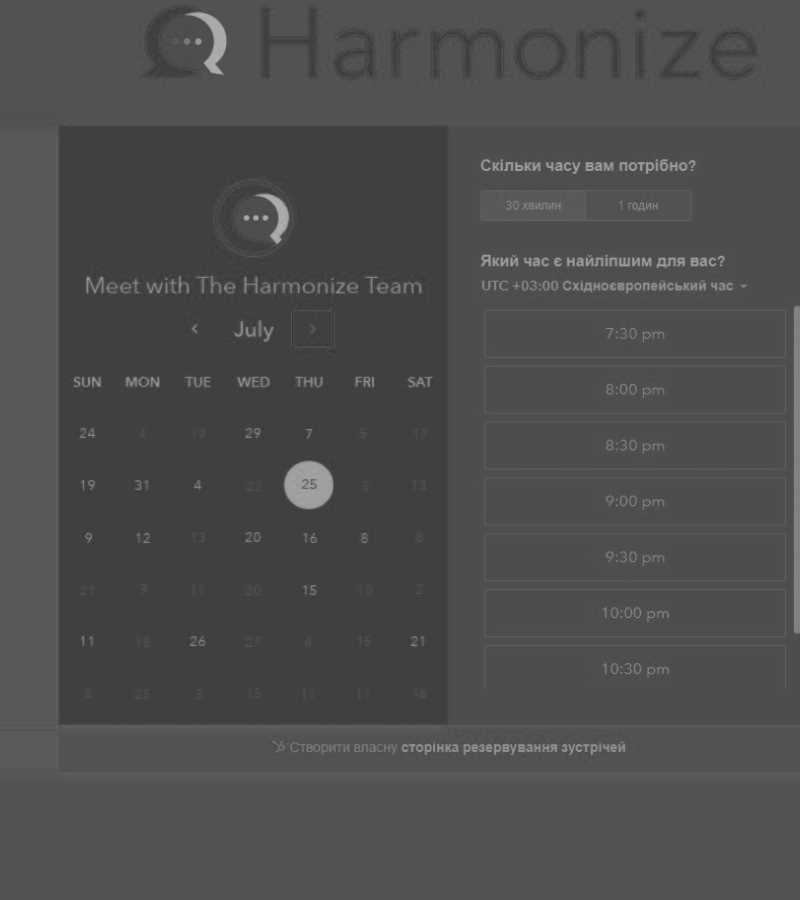 Harmonize
Meet with The Harmonize Team
July
SUN MON TUE WED THU FRI SAT
24 4 19 29 7 5 17
19 31 4 22 25 3 13
9 12 13 20 16 8 6
21 9 11 20 15 10 2
11 18 26 27 4 15 21
8 25 3 15 11 11 16
Скільки часу вам потрібно?
30 хвилин 1 годин
Який час є найліпшим для вас?
UTC +03:00 Східноєвропейський час
7:30 pm
8:00 pm
8:30 pm
9:00 pm
9:30 pm
10:00 pm
10:30 pm
Створити власну сторінка резервування зустрічей